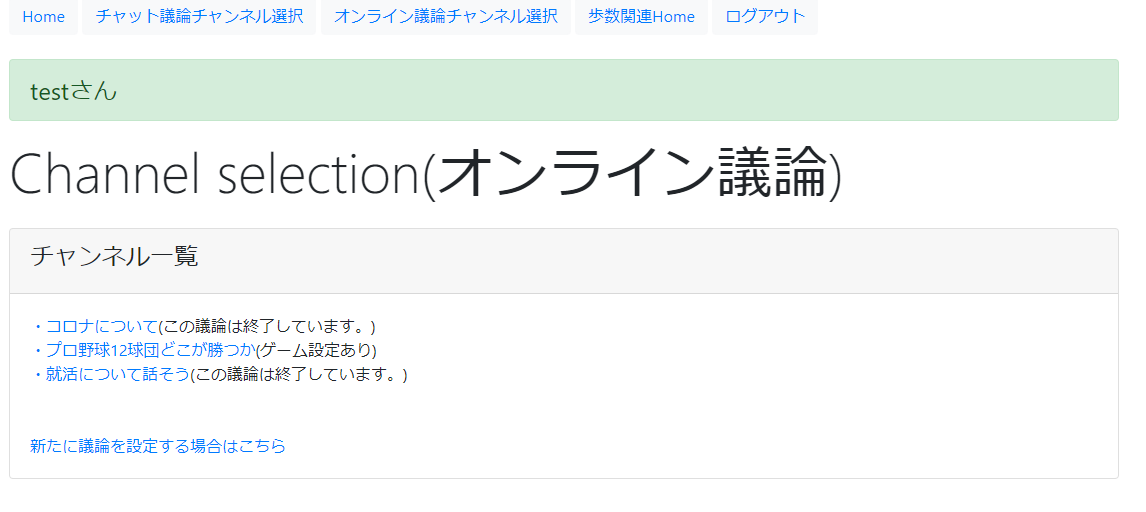 Home チャット議論チャンネル選択 オンライン議論チャンネル選択 歩数関連Home ログアウト
testさん
Channel selection(オンライン議論)
チャンネル一覧
・コロナについて(この議論は終了しています。)
・プロ野球12球団どこが勝つか(ゲーム設定あり)
・就活について話そう(この議論は終了しています。)
新たに議論を設定する場合はこちら